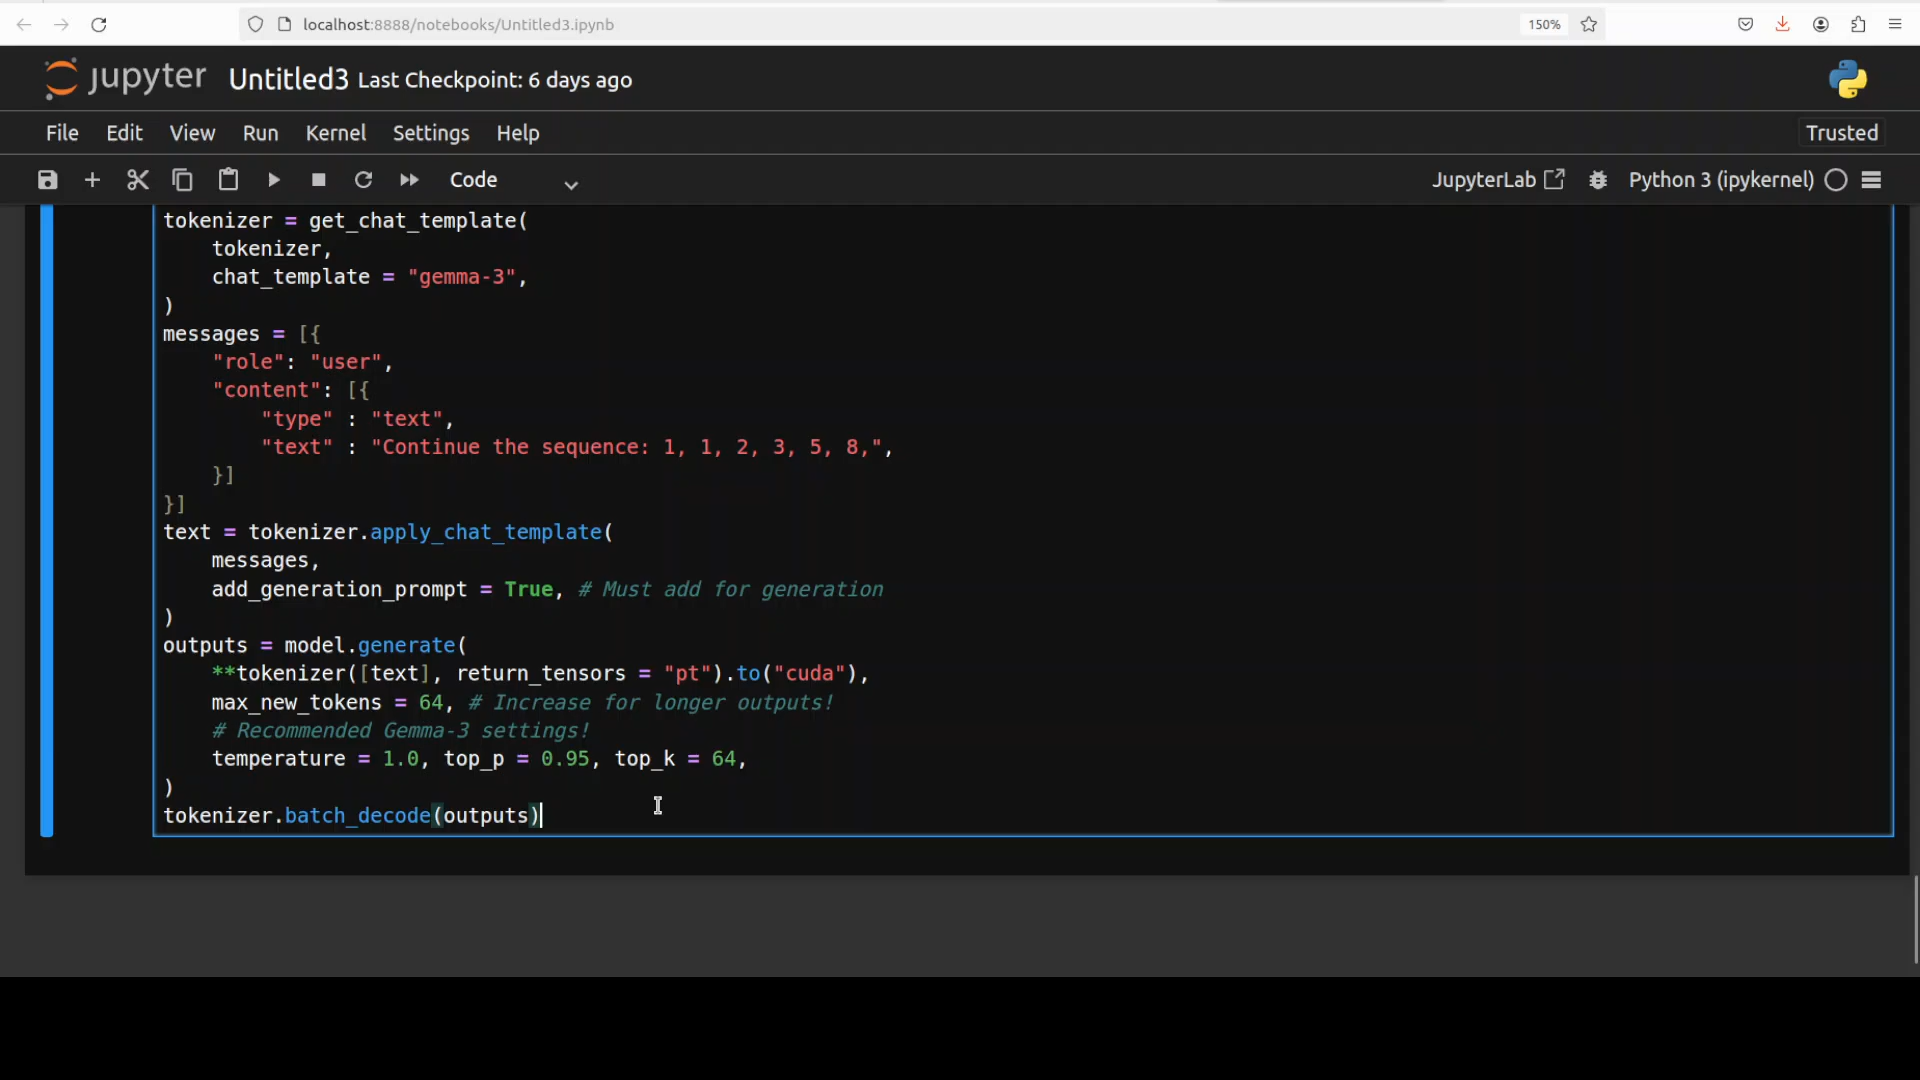 localhost:8888/notebooks/Untitled3.ipynb
150%
jupyter Untitled3 Last Checkpoint: 6 days ago
File Edit View Run Kernel Settings Help
Trusted
Code
JupyterLab
Python 3 (ipykernel)
tokenizer = get_chat_template(
    tokenizer,
    chat_template = "gemma-3",
)
messages = [{
    "role": "user",
    "content": [{
        "type" : "text",
        "text" : "Continue the sequence: 1, 1, 2, 3, 5, 8,",
    }]
}]
text = tokenizer.apply_chat_template(
    messages,
    add_generation_prompt = True, # Must add for generation
)
outputs = model.generate(
    **tokenizer([text], return_tensors = "pt").to("cuda"),
    max_new_tokens = 64, # Increase for longer outputs!
    # Recommended Gemma-3 settings!
    temperature = 1.0, top_p = 0.95, top_k = 64,
)
tokenizer.batch_decode(outputs)